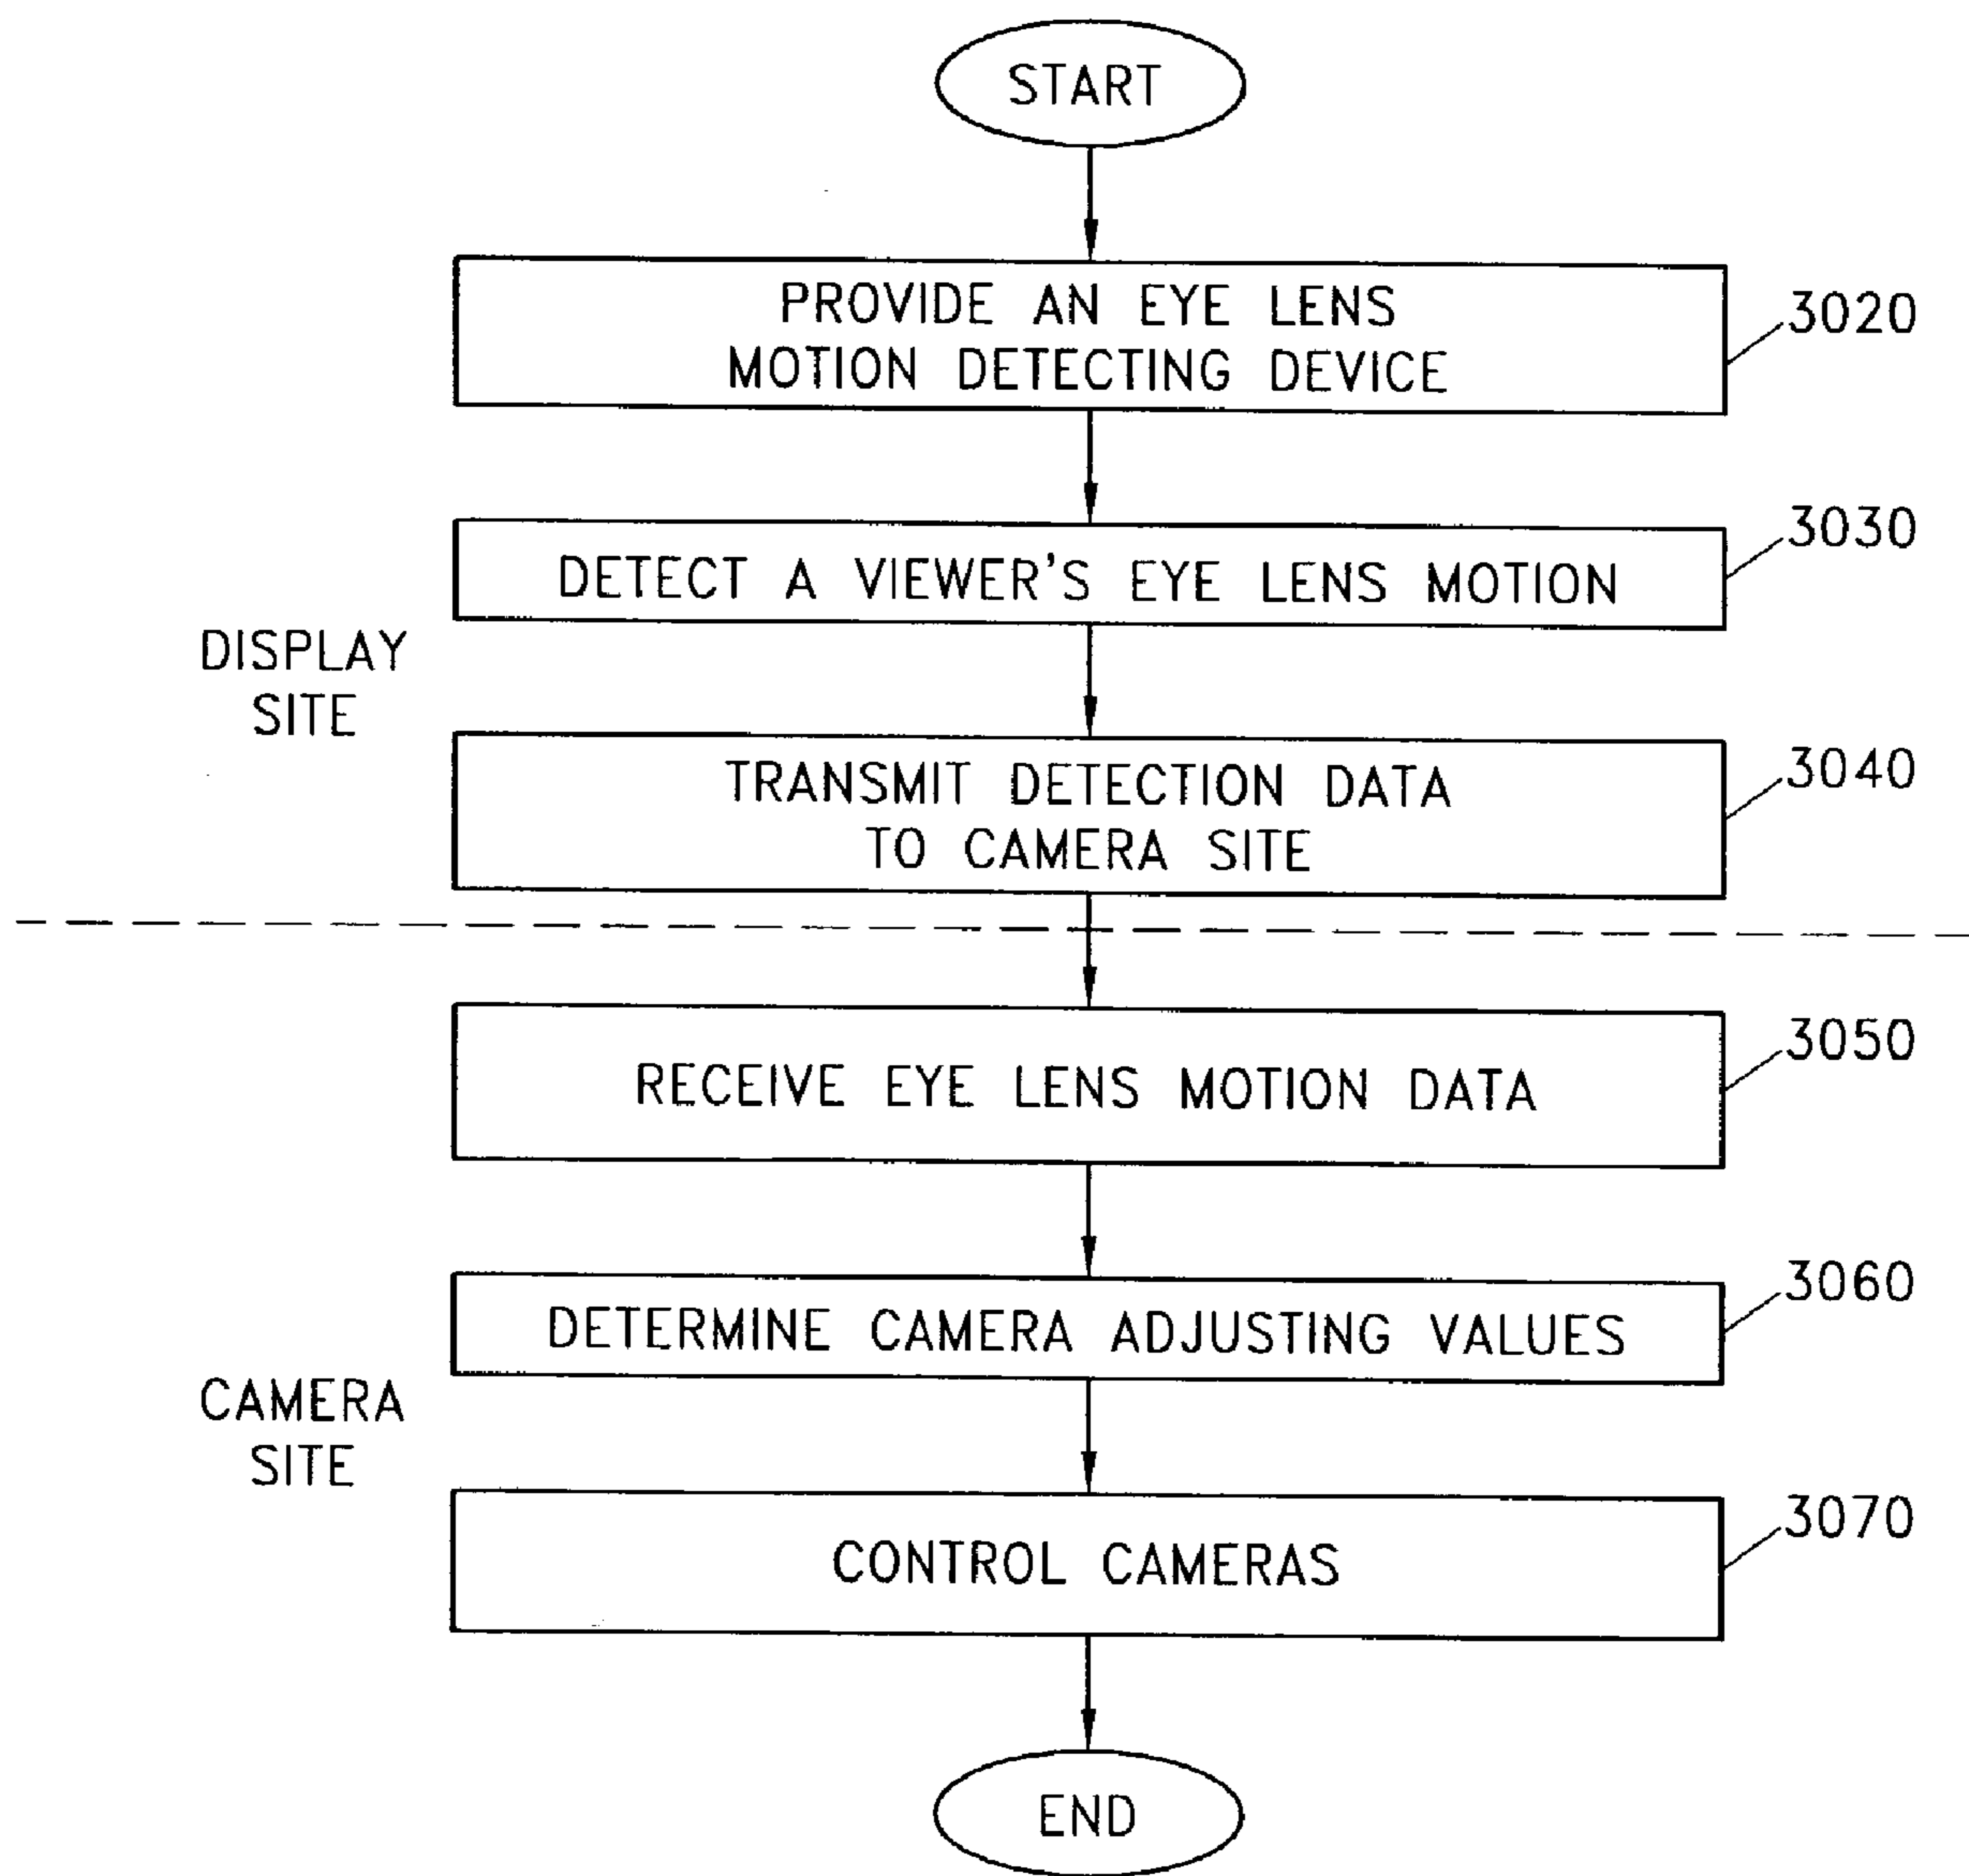 START
PROVIDE AN EYE LENS
MOTION DETECTING DEVICE
3020
3030
DETECT A VIEWER'S EYE LENS MOTION
DISPLAY
SITE
3040
TRANSMIT DETECTION DATA
TO CAMERA SITE
3050
RECEIVE EYE LENS MOTION DATA
3060
DETERMINE CAMERA ADJUSTING VALUES
CAMERA
SITE
3070
CONTROL CAMERAS
END